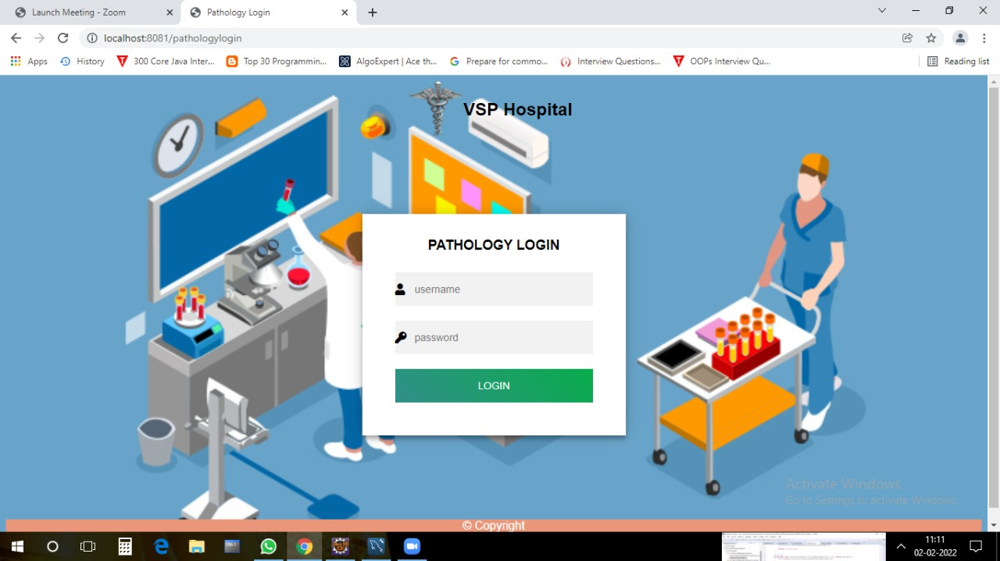 Launch Meeting - Zoom
Pathology Login
localhost:8081/pathologylogin
Apps
History
300 Core Java Inter...
Top 30 Programmin...
AlgoExpert | Ace th...
Prepare for commo...
Interview Questions...
OOPs Interview Qu...
Reading list
VSP Hospital
PATHOLOGY LOGIN
username
password
LOGIN
Activate Windows
Go to Settings to activate Windows.
© Copyright
02-02-2022